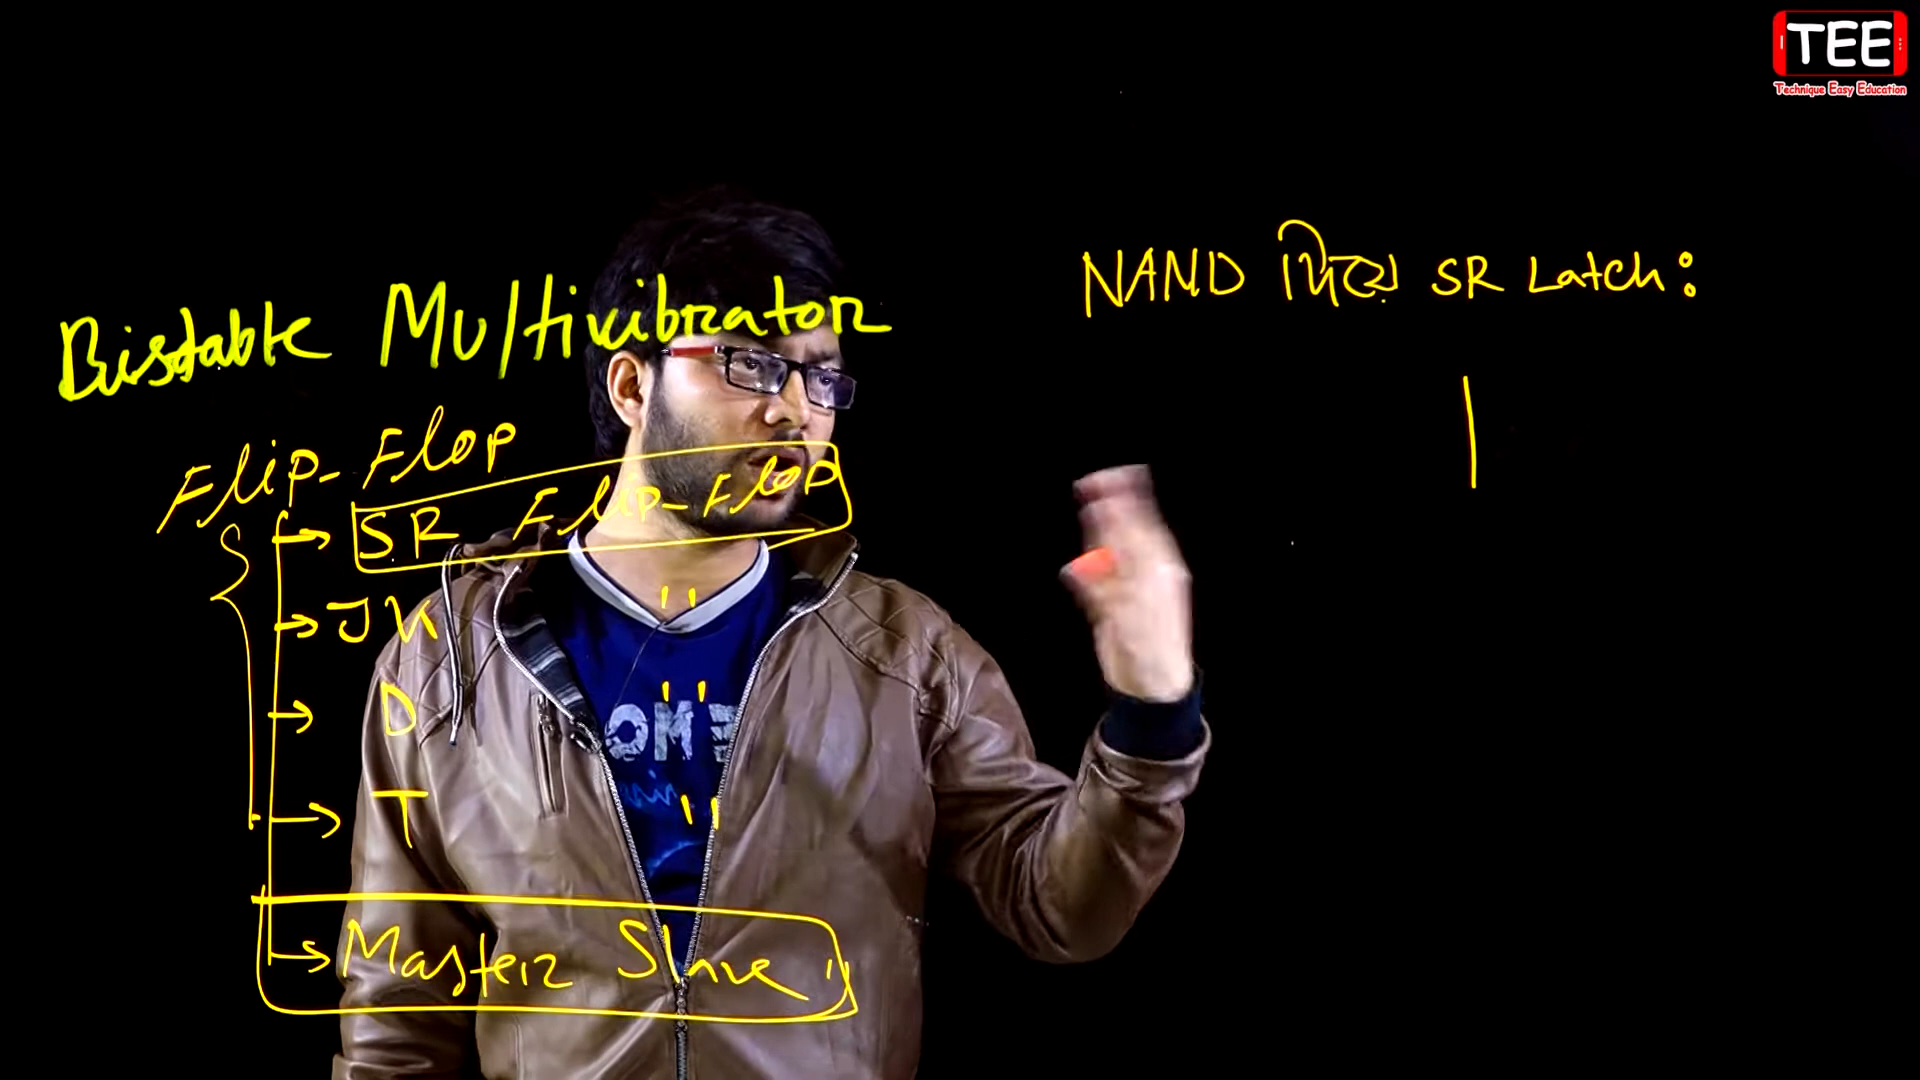 TEE
Technique Easy Education
NAND দিয়ে SR Latch:
Bistable Multivibrator
Flip-Flop
→ SR Flip-Flop
→ JK "
→ D "
→ T "
→ Master Slave "